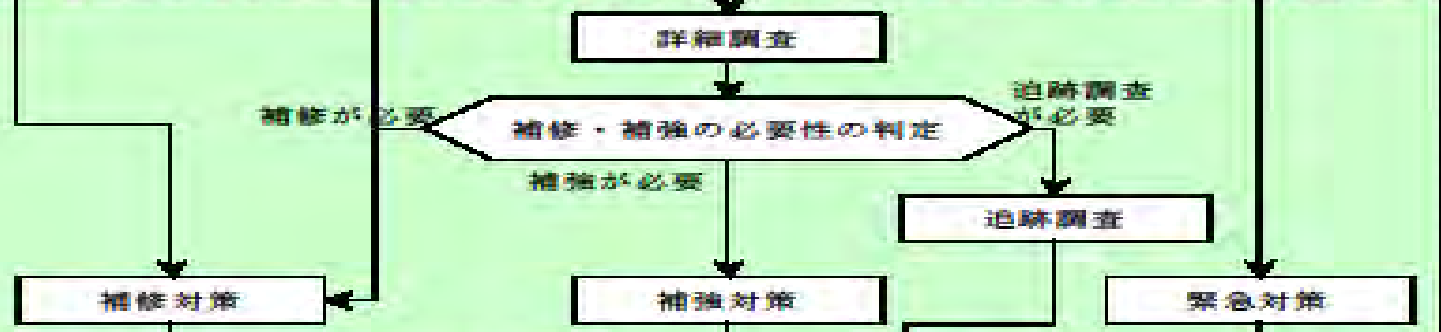 詳細調査
追跡調査
が必要
補修が必要
補修・補強の必要性の判定
補強が必要
追跡調査
補修対策
補強対策
緊急対策